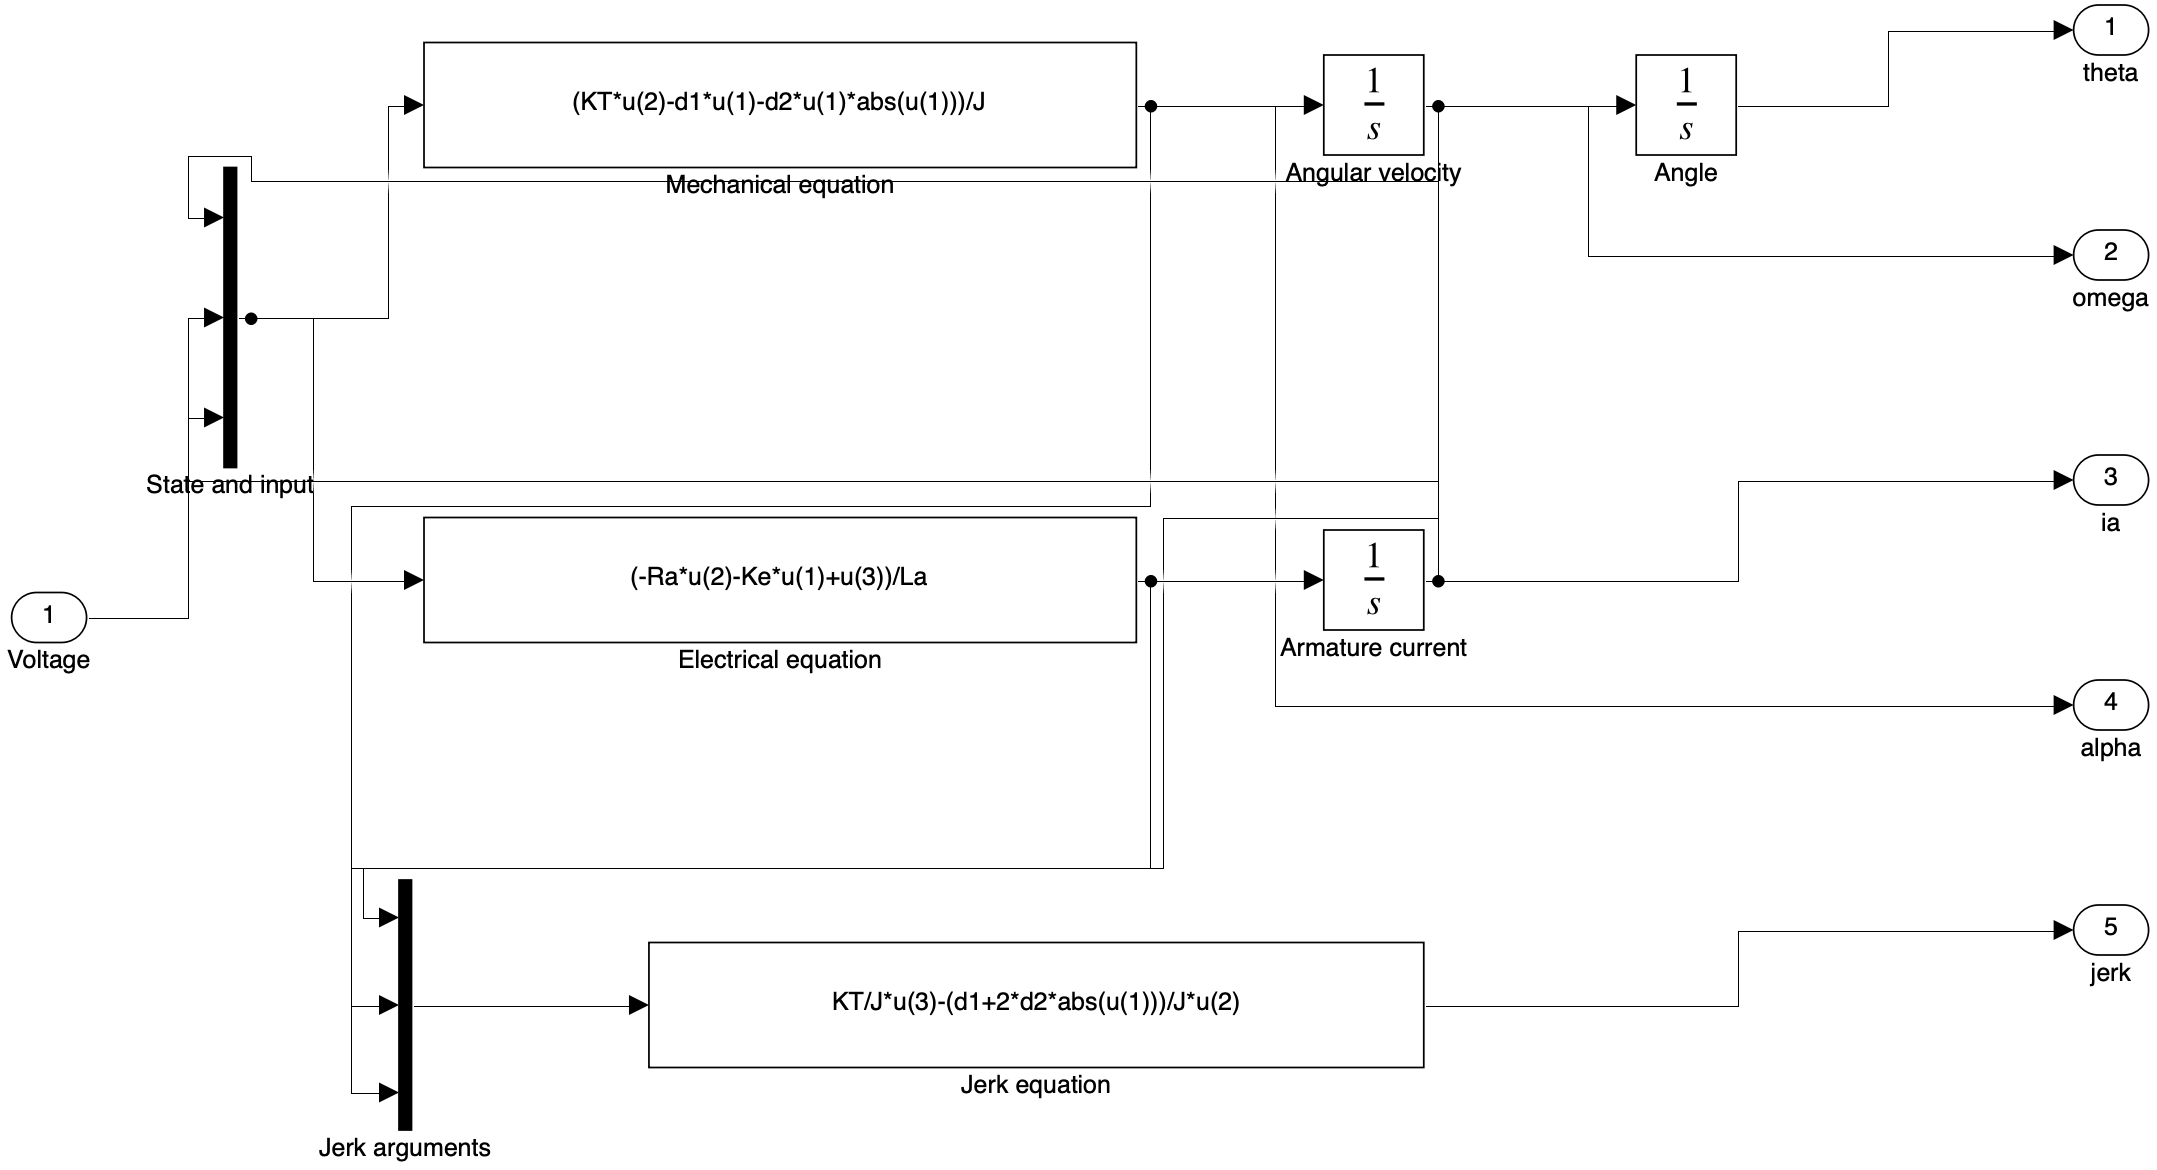 1
theta
(KT*u(2)-d1*u(1)-d2*u(1)*abs(u(1)))/J
Mechanical equation
1
s
Angular velocity
1
s
Angle
2
omega
State and input
3
ia
(-Ra*u(2)-Ke*u(1)+u(3))/La
Electrical equation
1
s
Armature current
1
Voltage
4
alpha
5
jerk
KT/J*u(3)-(d1+2*d2*abs(u(1)))/J*u(2)
Jerk equation
Jerk arguments